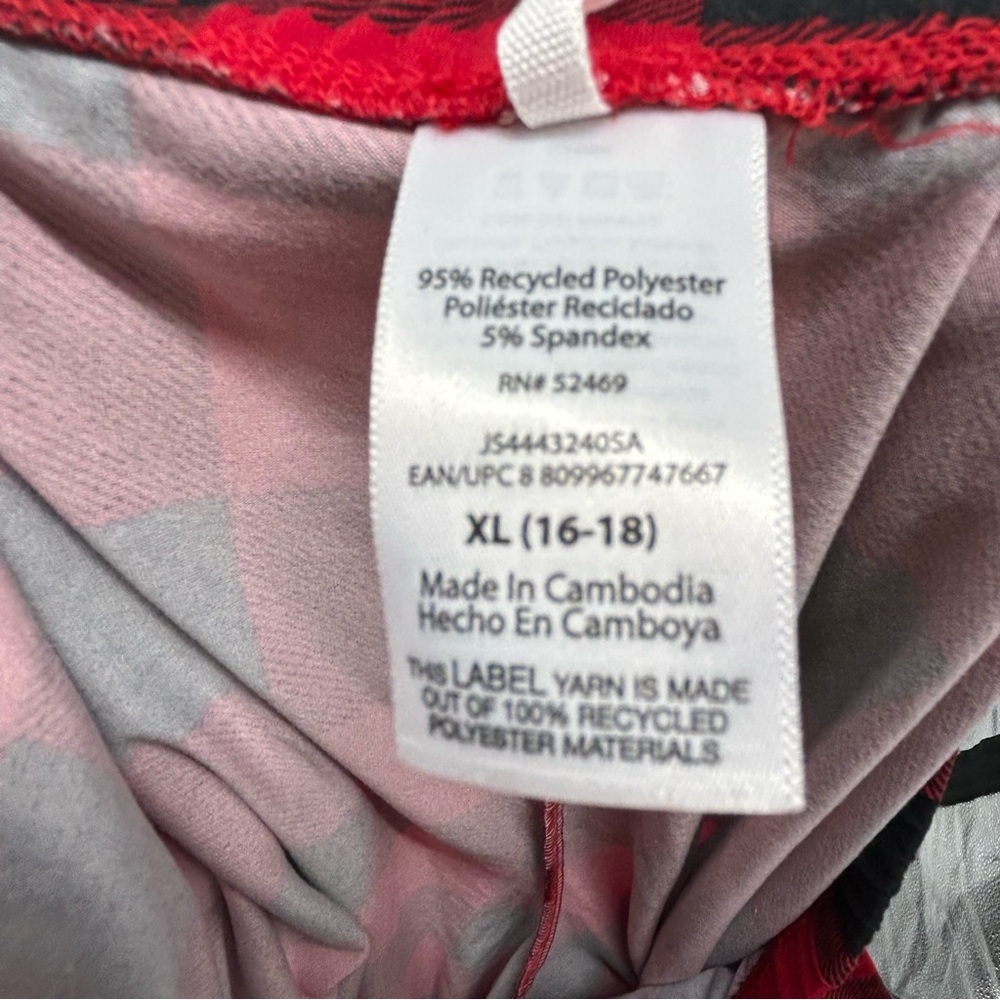 95% Recycled Polyester
Poliéster Reciclado
5% Spandex
RN# 52469
JS4443240SA
EAN/UPC 8 809967747667
XL (16-18)
Made In Cambodia
Hecho En Camboya
THIS LABEL YARN IS MADE
OUT OF 100% RECYCLED
POLYESTER MATERIALS